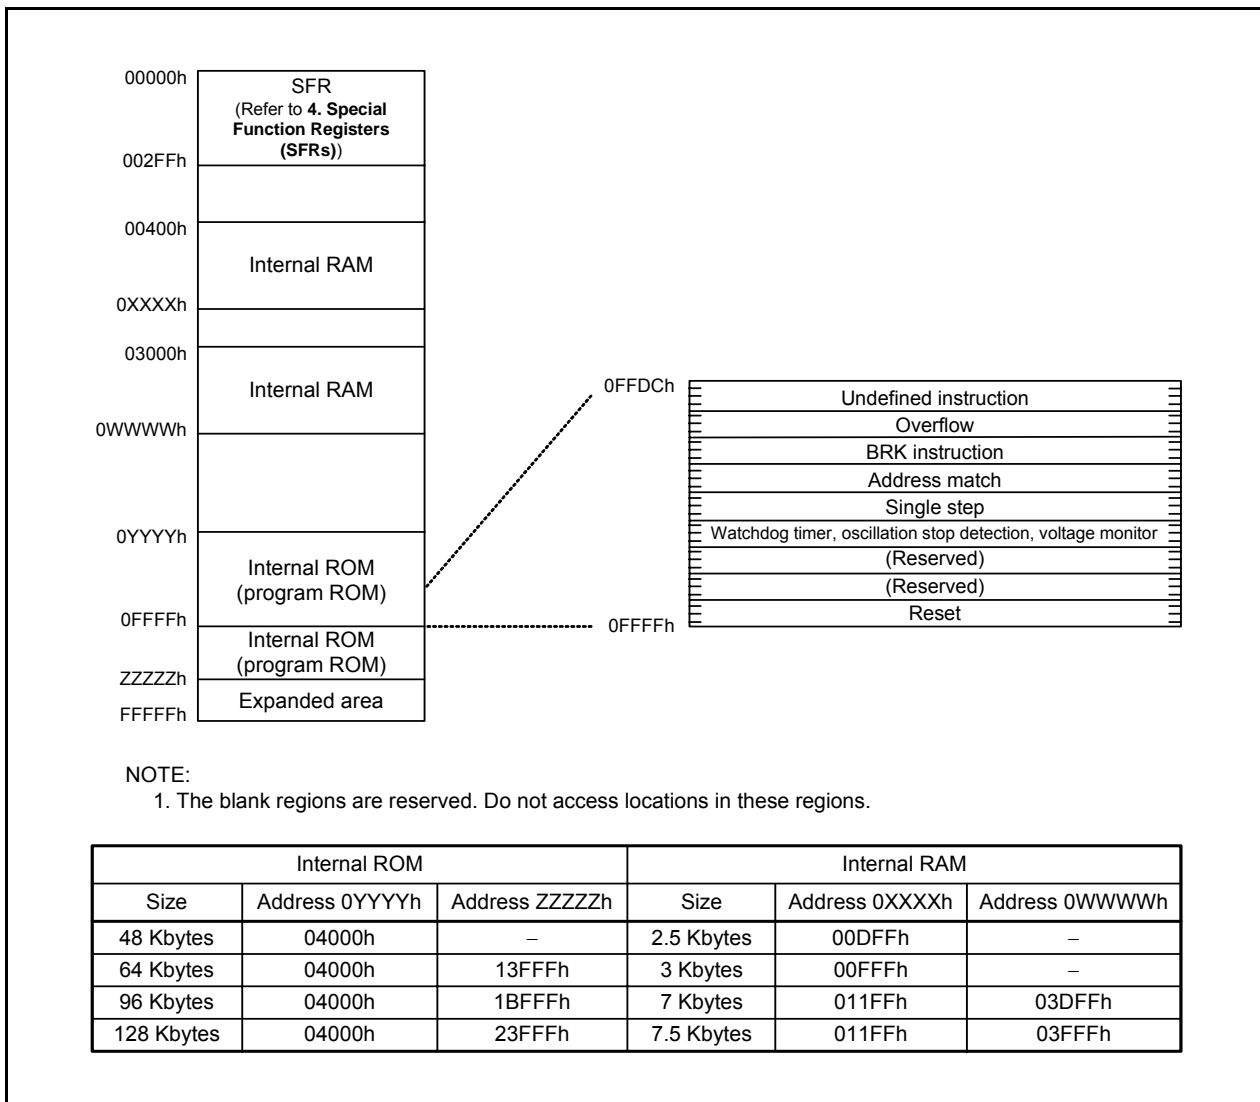 00000h
SFR
(Refer to 4. Special
Function Registers
(SFRs))
002FFh
00400h
Internal RAM
0XXXXh
03000h
Internal RAM
0WWWWh
0YYYYh
Internal ROM
(program ROM)
0FFFFh
Internal ROM
(program ROM)
ZZZZZh
Expanded area
FFFFFh
0FFDCh
Undefined instruction
Overflow
BRK instruction
Address match
Single step
Watchdog timer, oscillation stop detection, voltage monitor
(Reserved)
(Reserved)
Reset
0FFFFh
NOTE:
1. The blank regions are reserved. Do not access locations in these regions.
Internal ROM Internal RAM
Size Address 0YYYYh Address ZZZZZh Size Address 0XXXXh Address 0WWWWh
48 Kbytes 04000h – 2.5 Kbytes 00DFFh –
64 Kbytes 04000h 13FFFh 3 Kbytes 00FFFh –
96 Kbytes 04000h 1BFFFh 7 Kbytes 011FFh 03DFFh
128 Kbytes 04000h 23FFFh 7.5 Kbytes 011FFh 03FFFh